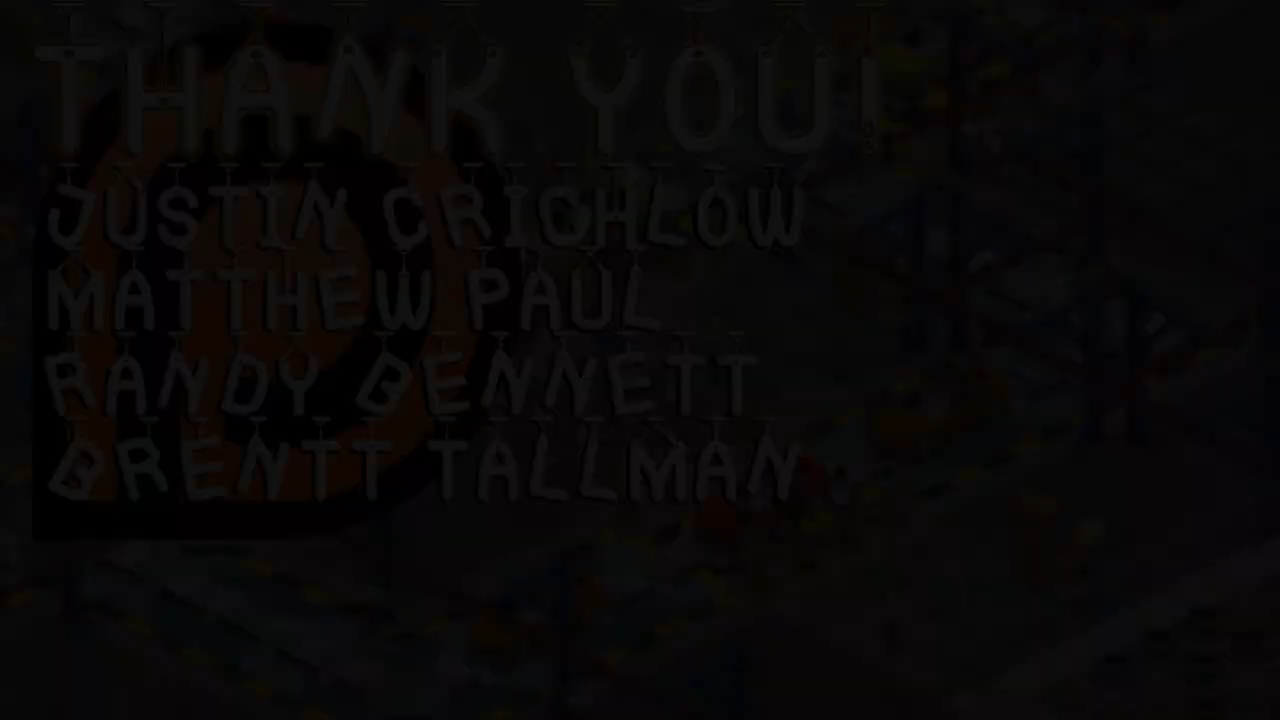 THANK YOU!
JUSTIN CRICHLOW
MATTHEW PAUL
RANDY BENNETT
BRENTT TALLMAN